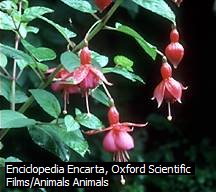 Enciclopedia Encarta, Oxford Scientific
Films/Animals Animals